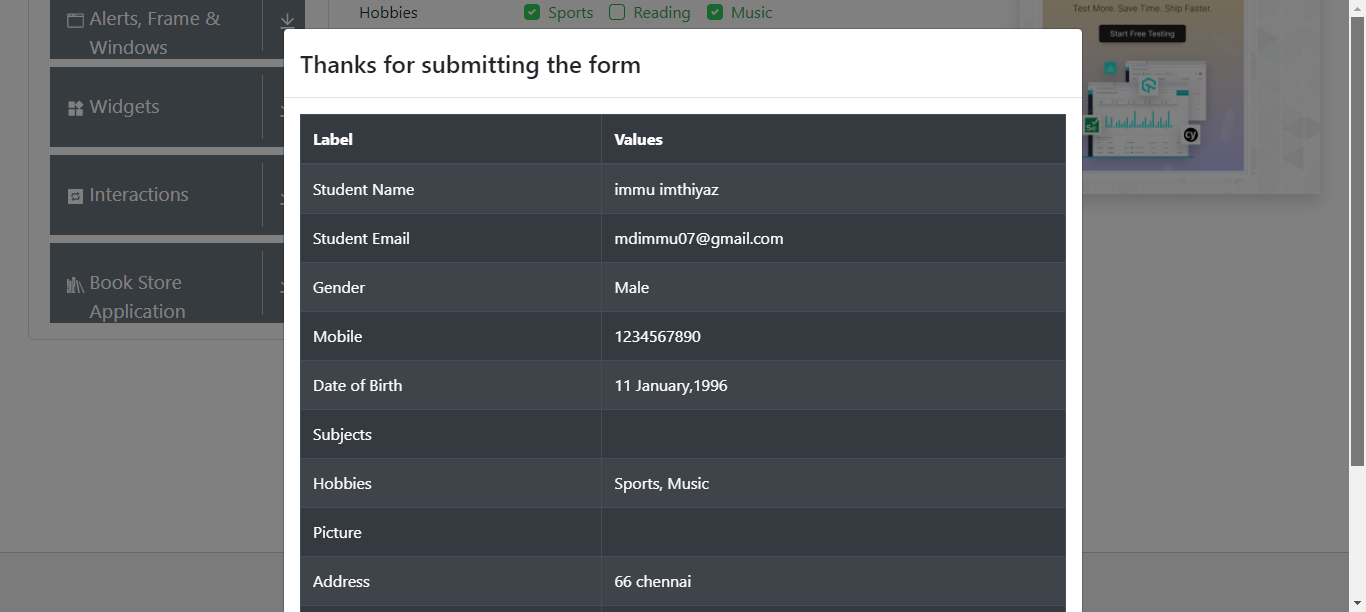 Alerts, Frame &
Windows
Widgets
Interactions
Book Store
Application
Hobbies Sports Reading Music
Test More. Save Time. Ship Faster.
Start Free Testing
Se
cy
Thanks for submitting the form
Label Values
Student Name immu imthiyaz
Student Email mdimmu07@gmail.com
Gender Male
Mobile 1234567890
Date of Birth 11 January,1996
Subjects
Hobbies Sports, Music
Picture
Address 66 chennai